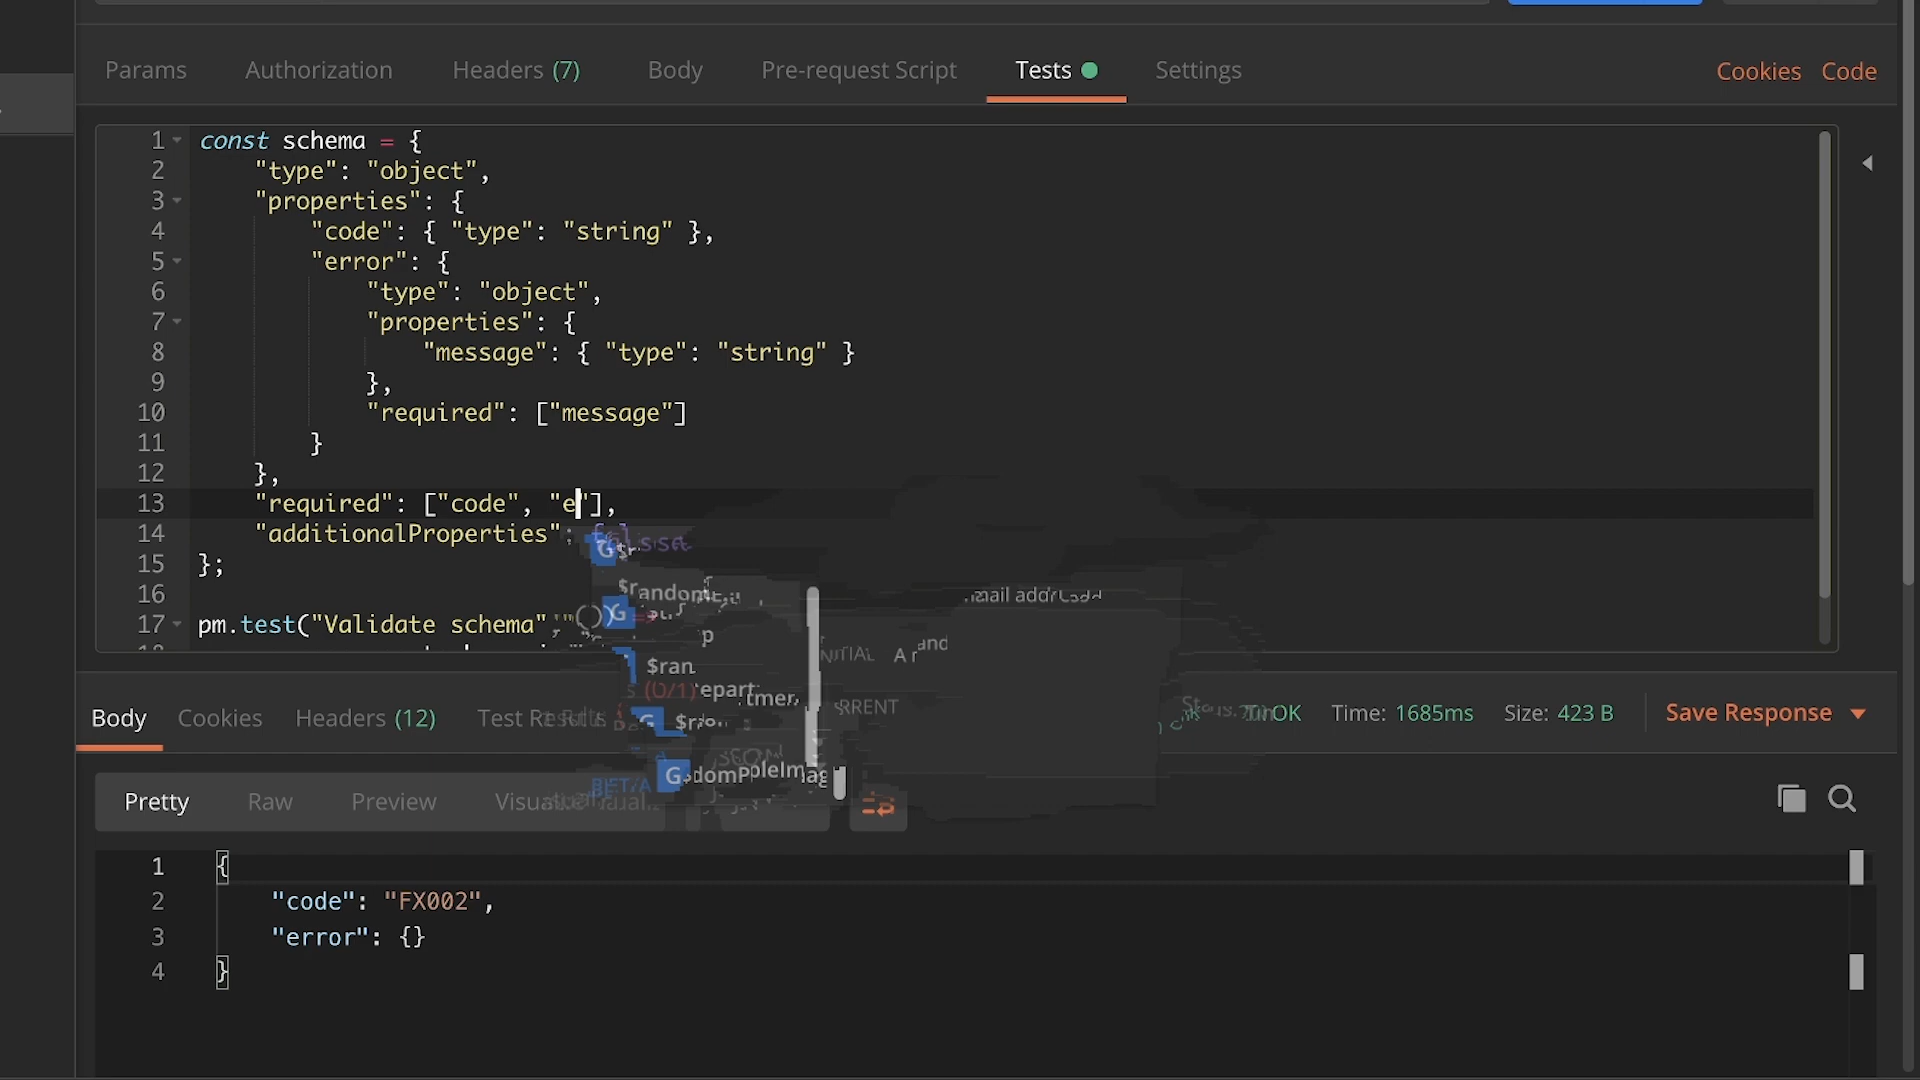 Params Authorization Headers (7) Body Pre-request Script Tests Settings Cookies Code
1 const schema = {
2 "type": "object",
3 "properties": {
4 "code": { "type": "string" },
5 "error": {
6 "type": "object",
7 "properties": {
8 "message": { "type": "string" }
9 },
10 "required": ["message"]
11 }
12 },
13 "required": ["code", "e"],
14 "additionalProperties":
15 };
16
17 pm.test("Validate schema"
Body Cookies Headers (12) Test OK Time: 1685ms Size: 423 B Save Response
Pretty Raw Preview
1 {
2 "code": "FX002",
3 "error": {}
4 }